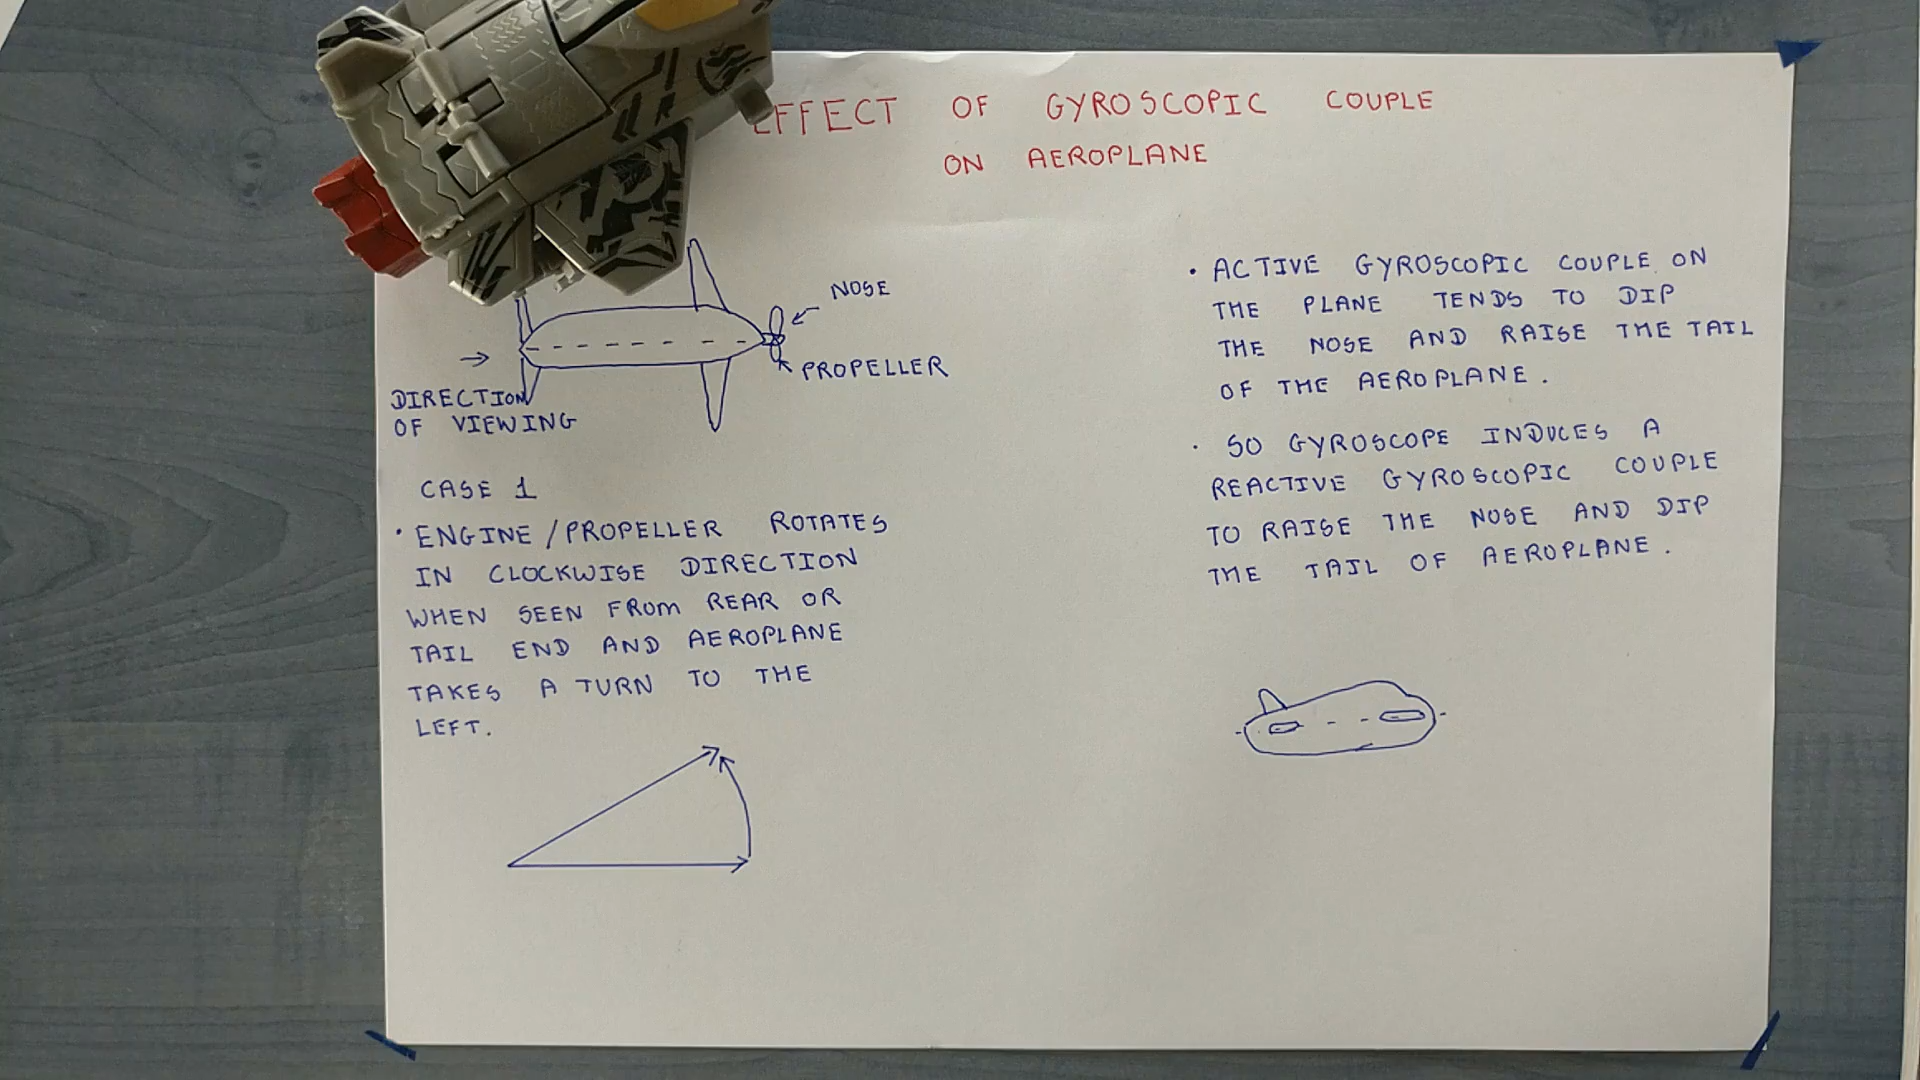 EFFECT OF GYROSCOPIC COUPLE
ON AEROPLANE
NOSE
PROPELLER
DIRECTION
OF VIEWING
CASE 1
• ENGINE/PROPELLER ROTATES
IN CLOCKWISE DIRECTION
WHEN SEEN FROM REAR OR
TAIL END AND AEROPLANE
TAKES A TURN TO THE
LEFT.
• ACTIVE GYROSCOPIC COUPLE ON
THE PLANE TENDS TO DIP
THE NOSE AND RAISE THE TAIL
OF THE AEROPLANE.
• SO GYROSCOPE INDUCES A
REACTIVE GYROSCOPIC COUPLE
TO RAISE THE NOSE AND DIP
THE TAIL OF AEROPLANE.